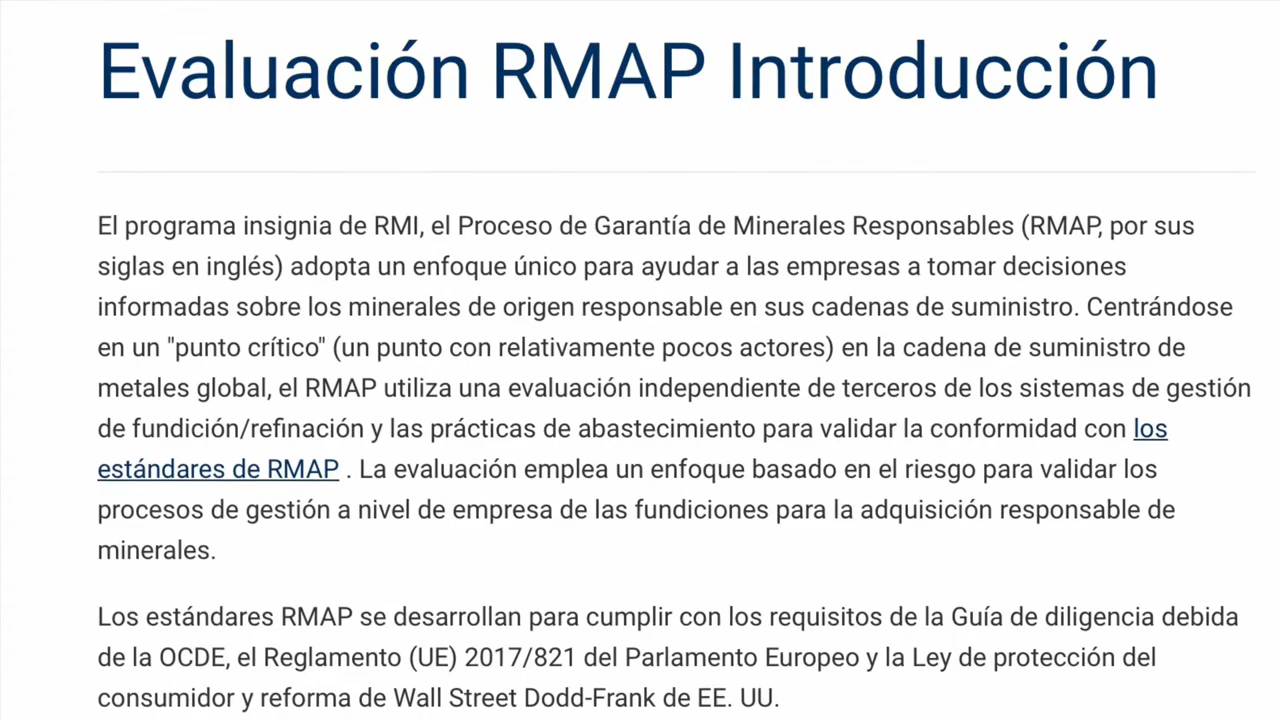 Evaluación RMAP Introducción
El programa insignia de RMI, el Proceso de Garantía de Minerales Responsables (RMAP, por sus
siglas en inglés) adopta un enfoque único para ayudar a las empresas a tomar decisiones
informadas sobre los minerales de origen responsable en sus cadenas de suministro. Centrándose
en un "punto crítico" (un punto con relativamente pocos actores) en la cadena de suministro de
metales global, el RMAP utiliza una evaluación independiente de terceros de los sistemas de gestión
de fundición/refinación y las prácticas de abastecimiento para validar la conformidad con los
estándares de RMAP . La evaluación emplea un enfoque basado en el riesgo para validar los
procesos de gestión a nivel de empresa de las fundiciones para la adquisición responsable de
minerales.
Los estándares RMAP se desarrollan para cumplir con los requisitos de la Guía de diligencia debida
de la OCDE, el Reglamento (UE) 2017/821 del Parlamento Europeo y la Ley de protección del
consumidor y reforma de Wall Street Dodd-Frank de EE. UU.